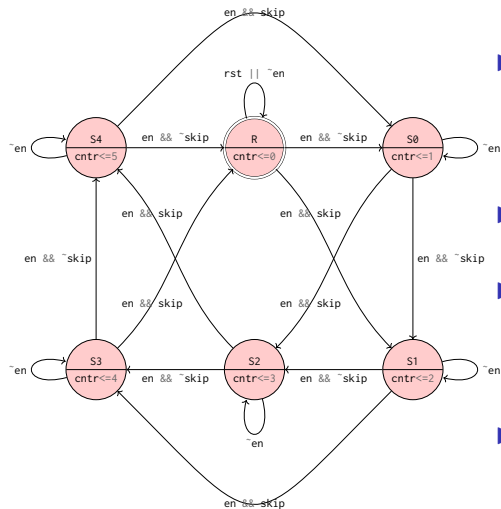 en && skip
rst || ~en
S4
cntr<=5
R
cntr<=0
S0
cntr<=1
~en
en && ~skip
en && ~skip
~en
en && skip
en && skip
en && ~skip
en && ~skip
en && skip
en && skip
S3
cntr<=4
S2
cntr<=3
S1
cntr<=2
~en
en && ~skip
en && ~skip
~en
~en
en && skip